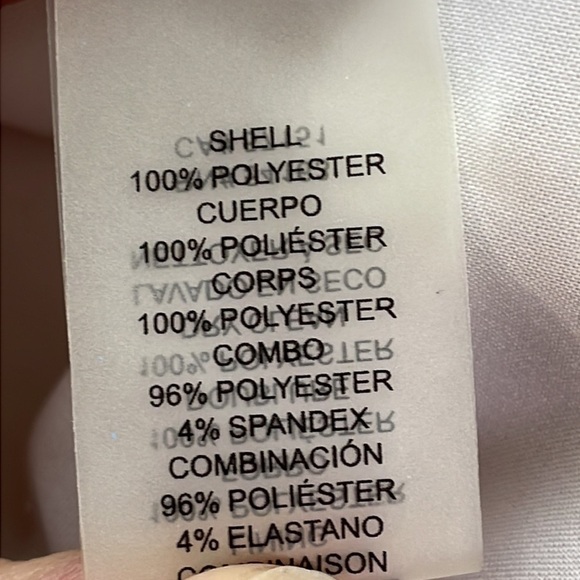 SHELL
100% POLYESTER
CUERPO
100% POLIÉSTER
CORPS
100% POLYESTER
COMBO
96% POLYESTER
4% SPANDEX
COMBINACIÓN
96% POLIÉSTER
4% ELASTANO
COMBINAISON